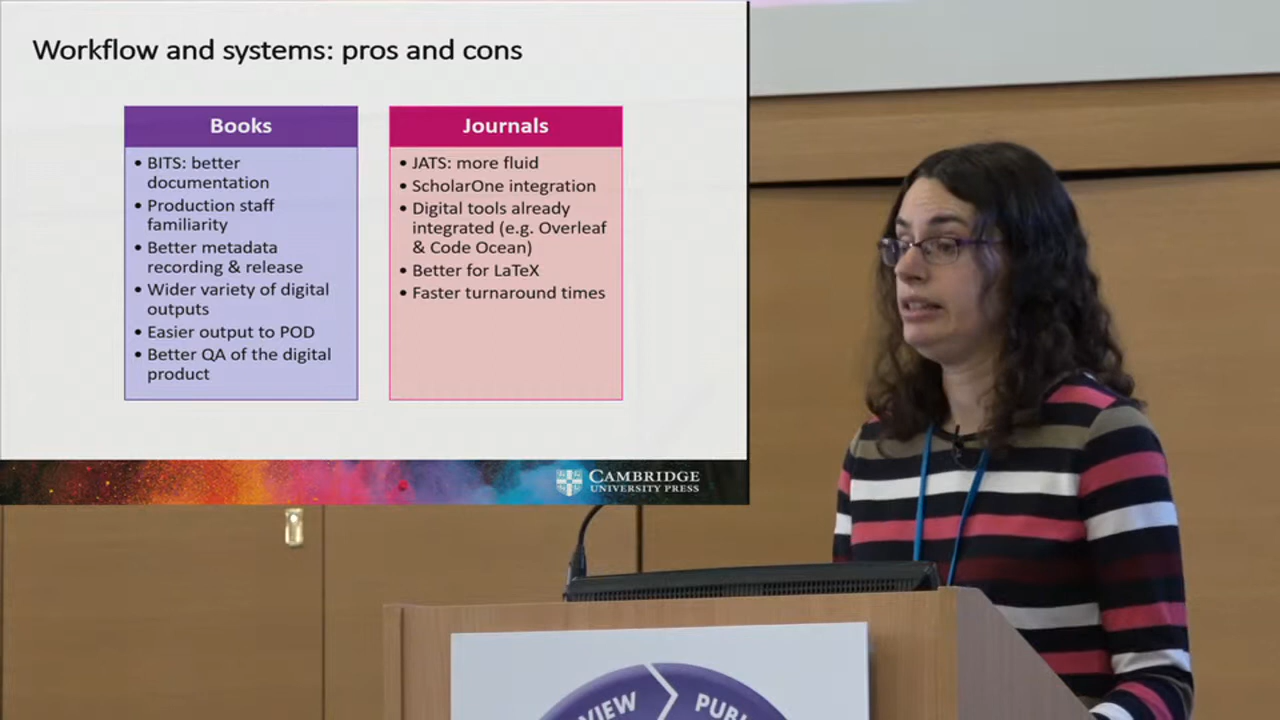 Workflow and systems: pros and cons
Books
• BITS: better
documentation
• Production staff
familiarity
• Better metadata
recording & release
• Wider variety of digital
outputs
• Easier output to POD
• Better QA of the digital
product
Journals
• JATS: more fluid
• ScholarOne integration
• Digital tools already
integrated (e.g. Overleaf
& Code Ocean)
• Better for LaTeX
• Faster turnaround times
CAMBRIDGE
UNIVERSITY PRESS